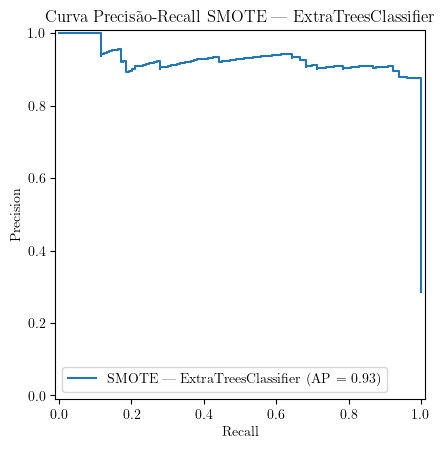 Curva Precisão-Recall SMOTE — ExtraTreesClassifier
1.0
0.8
0.6
0.4
0.2
0.0
Precision
SMOTE — ExtraTreesClassifier (AP = 0.93)
0.0 0.2 0.4 0.6 0.8 1.0
Recall